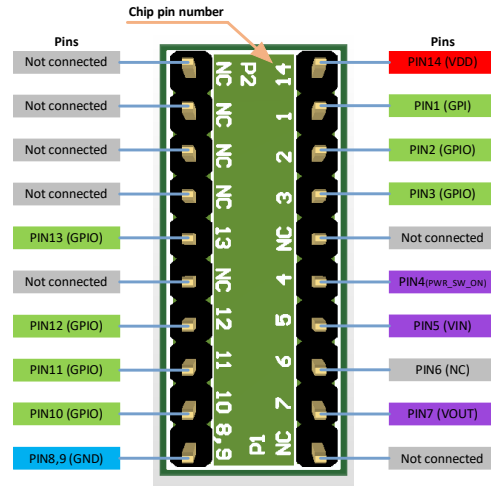 Chip pin number
Pins
Pins
Not connected
NC
P2
14
PIN14 (VDD)
Not connected
NC
1
PIN1 (GPI)
Not connected
NC
2
PIN2 (GPIO)
Not connected
NC
3
PIN3 (GPIO)
PIN13 (GPIO)
13
NC
Not connected
Not connected
NC
4
PIN4(PWR_SW_ON)
PIN12 (GPIO)
12
5
PIN5 (VIN)
PIN11 (GPIO)
11
6
PIN6 (NC)
PIN10 (GPIO)
10
7
PIN7 (VOUT)
PIN8,9 (GND)
8,9
P1
NC
Not connected